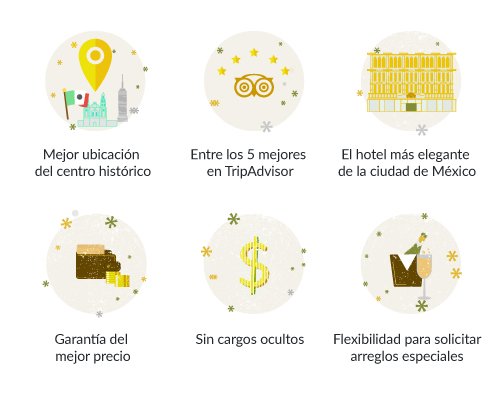 Mejor ubicación
del centro histórico
Entre los 5 mejores
en TripAdvisor
El hotel más elegante
de la ciudad de México
Garantía del
mejor precio
Sin cargos ocultos
Flexibilidad para solicitar
arreglos especiales